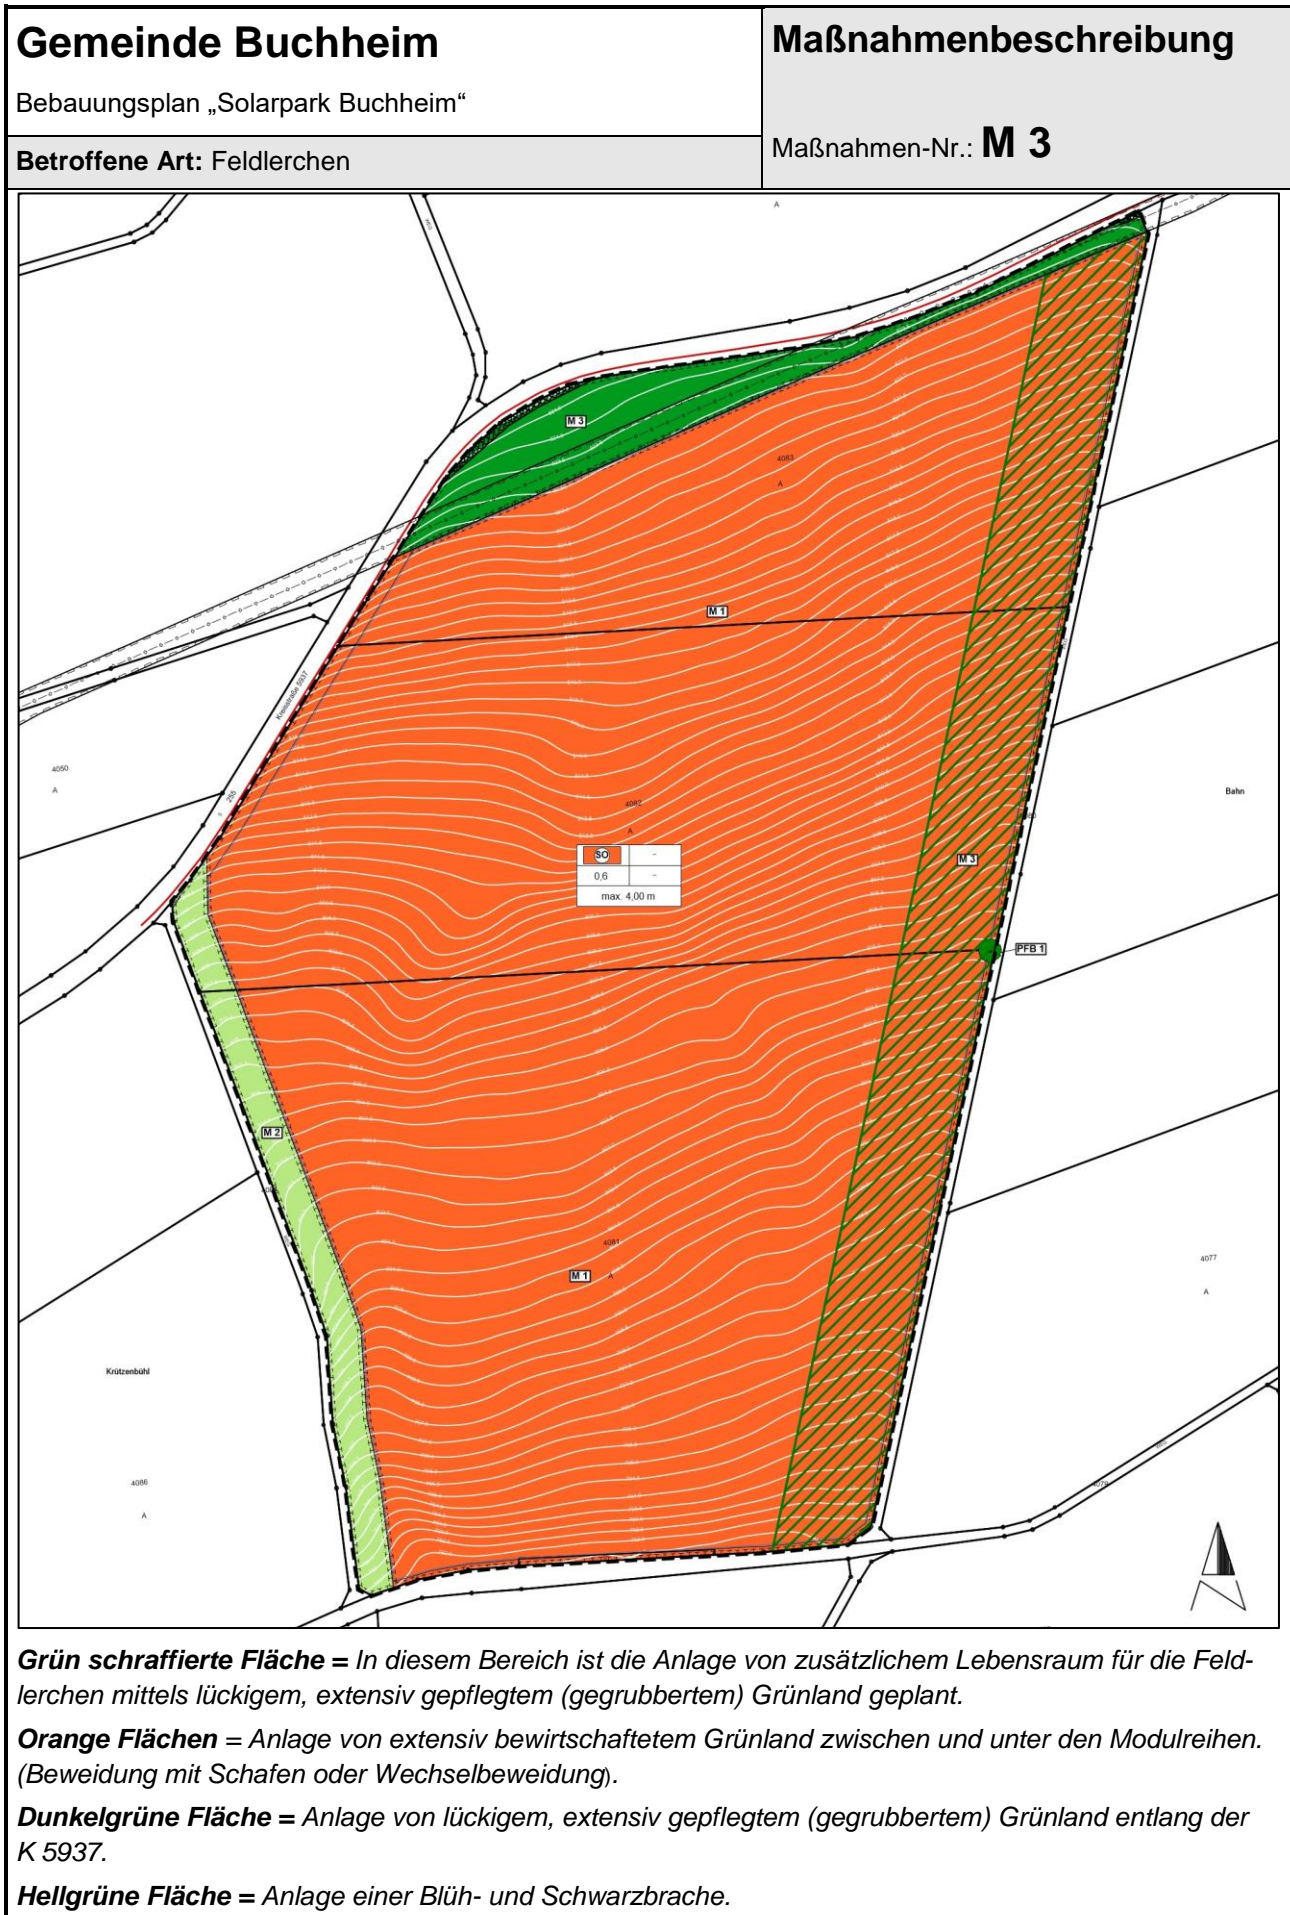 Gemeinde Buchheim
Bebauungsplan „Solarpark Buchheim“
Betroffene Art: Feldlerchen
Maßnahmenbeschreibung
Maßnahmen-Nr.: M 3
A
M 3
4083
A
M 1
Kreisstraße 5937
4050
A
255
4082
A
Bahn
SO
-
0,6
-
max. 4,00 m
M 3
PFB 1
M 2
4081
M 1
A
4077
A
Krützenbühl
4086
A
4079
Grün schraffierte Fläche = In diesem Bereich ist die Anlage von zusätzlichem Lebensraum für die Feld-
lerchen mittels lückigem, extensiv gepflegtem (gegrubbertem) Grünland geplant.
Orange Flächen = Anlage von extensiv bewirtschaftetem Grünland zwischen und unter den Modulreihen.
(Beweidung mit Schafen oder Wechselbeweidung).
Dunkelgrüne Fläche = Anlage von lückigem, extensiv gepflegtem (gegrubbertem) Grünland entlang der
K 5937.
Hellgrüne Fläche = Anlage einer Blüh- und Schwarzbrache.